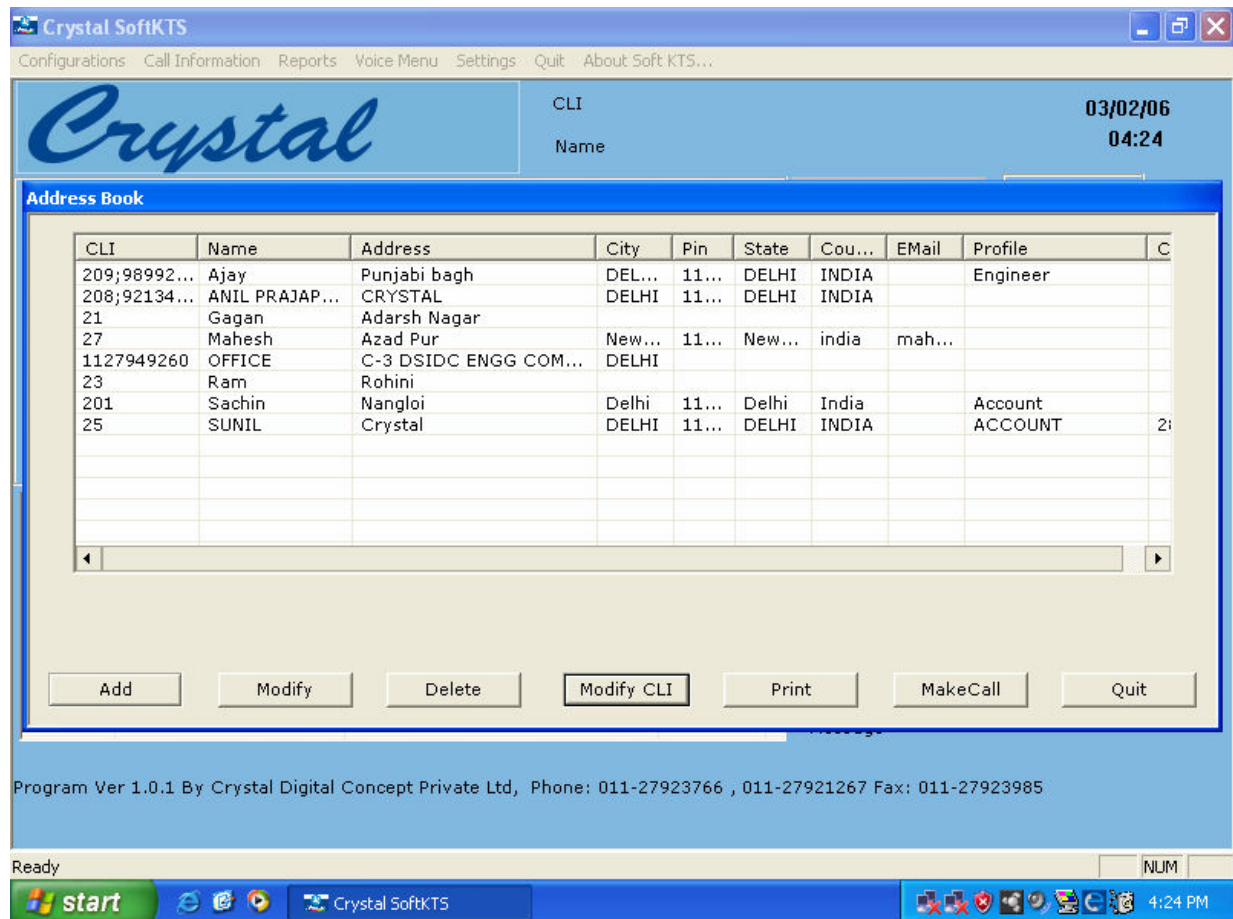 Crystal SoftKTS
Configurations Call Information Reports Voice Menu Settings Quit About Soft KTS...
Crystal
CLI
03/02/06
Name
04:24
Address Book
CLI Name Address City Pin State Cou... EMail Profile C
209;98992... Ajay Punjabi bagh DEL... 11... DELHI INDIA Engineer
208;92134... ANIL PRAJAP... CRYSTAL DELHI 11... DELHI INDIA
21 Gagan Adarsh Nagar
27 Mahesh Azad Pur New... 11... New... india mah...
1127949260 OFFICE C-3 DSIDC ENGG COM... DELHI
23 Ram Rohini
201 Sachin Nangloi Delhi 11... Delhi India Account
25 SUNIL Crystal DELHI 11... DELHI INDIA ACCOUNT
Add Modify Delete Modify CLI Print MakeCall Quit
Program Ver 1.0.1 By Crystal Digital Concept Private Ltd, Phone: 011-27923766 , 011-27921267 Fax: 011-27923985
Ready NUM
start Crystal SoftKTS 4:24 PM